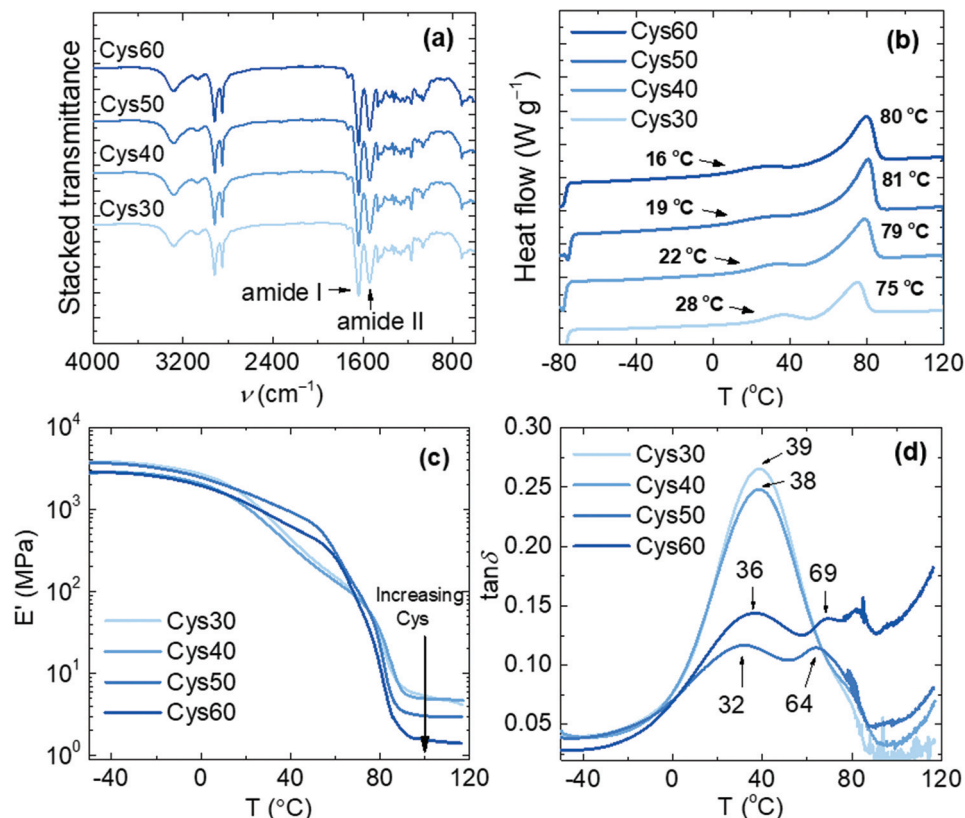 (a)
Stacked transmittance
Cys60
Cys50
Cys40
Cys30
amide I
amide II
4000 3200 2400 1600 800
ν (cm⁻¹)
(b)
Heat flow (W g⁻¹)
Cys60
Cys50
Cys40
Cys30
80 °C
16 °C
81 °C
19 °C
79 °C
22 °C
75 °C
28 °C
-80 -40 0 40 80 120
T (°C)
(c)
E' (MPa)
10⁴
10³
10²
10¹
10⁰
Increasing
Cys
Cys30
Cys40
Cys50
Cys60
-40 0 40 80 120
T (°C)
(d)
tanδ
0.30
0.25
0.20
0.15
0.10
0.05
Cys30
Cys40
Cys50
Cys60
39
38
36 69
32 64
-40 0 40 80 120
T (°C)